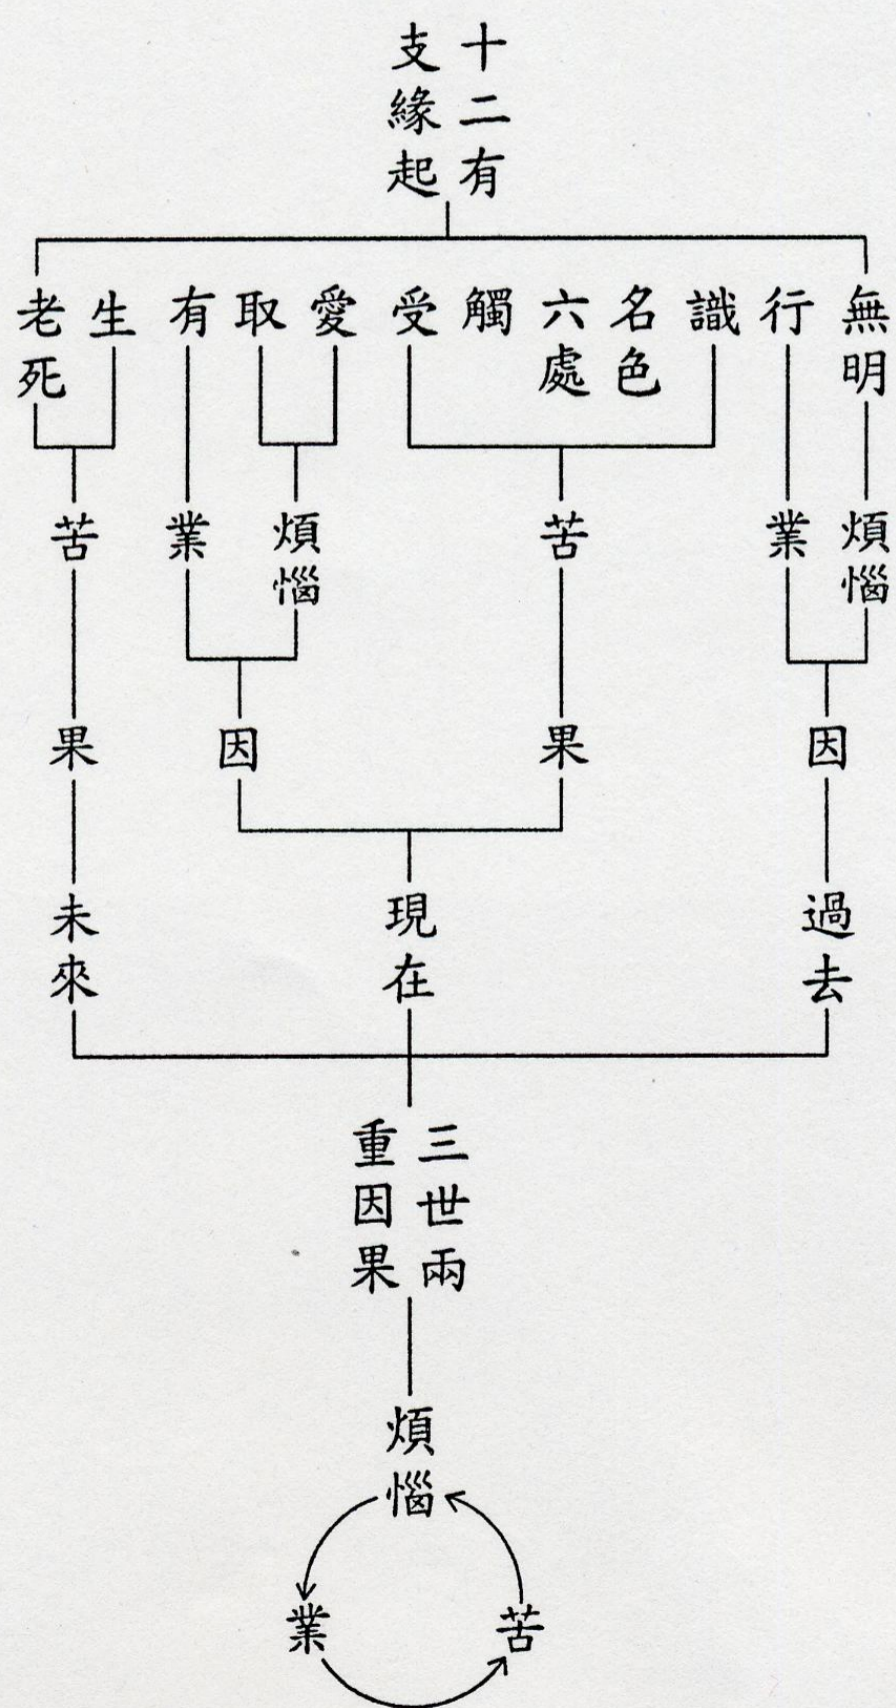 十二有
支緣起
無明
行
識
名色
六處
觸
受
愛
取
有
生
老死
煩惱
業
苦
煩惱
業
苦
因
果
因
果
過去
現在
未來
三世兩
重因果
煩惱
業
苦